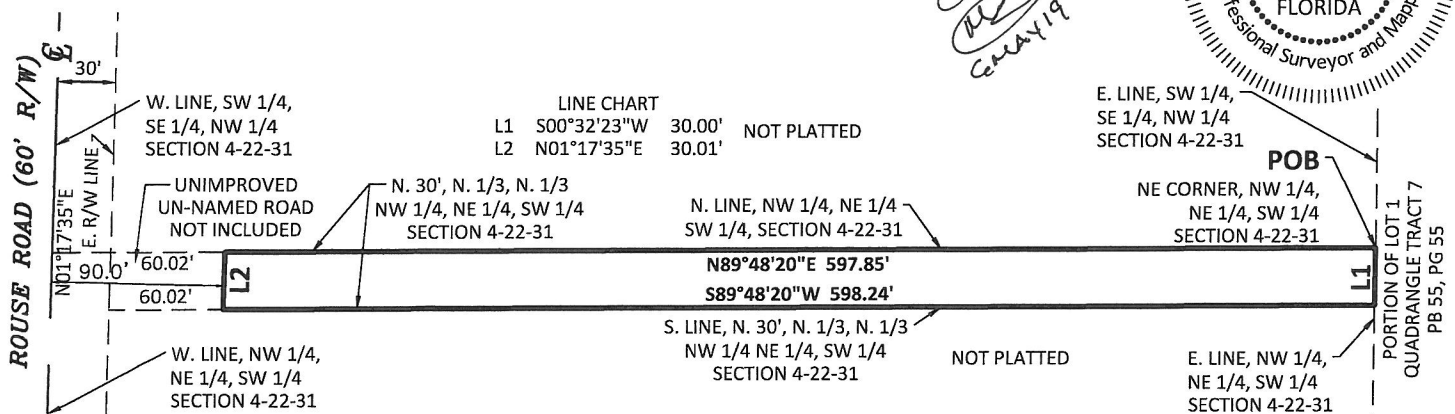 FLORIDA
ofessional Surveyor and Mapp
ROUSE ROAD (60' R/W)
℄
30'
W. LINE, SW 1/4,
SE 1/4, NW 1/4
SECTION 4-22-31
LINE CHART
L1 S00°32'23"W 30.00'
L2 N01°17'35"E 30.01'
NOT PLATTED
E. LINE, SW 1/4,
SE 1/4, NW 1/4
SECTION 4-22-31
N01°17'35"E
E. R/W LINE
UNIMPROVED
UN-NAMED ROAD
NOT INCLUDED
N. 30', N. 1/3, N. 1/3
NW 1/4, NE 1/4, SW 1/4
SECTION 4-22-31
N. LINE, NW 1/4, NE 1/4
SW 1/4, SECTION 4-22-31
POB
NE CORNER, NW 1/4,
NE 1/4, SW 1/4
SECTION 4-22-31
90.0'
60.02'
60.02'
L2
N89°48'20"E 597.85'
S89°48'20"W 598.24'
L1
PORTION OF LOT 1
QUADRANGLE TRACT 7
PB 55, PG 55
W. LINE, NW 1/4,
NE 1/4, SW 1/4
SECTION 4-22-31
S. LINE, N. 30', N. 1/3, N. 1/3
NW 1/4 NE 1/4, SW 1/4
SECTION 4-22-31
NOT PLATTED
E. LINE, NW 1/4,
NE 1/4, SW 1/4
SECTION 4-22-31